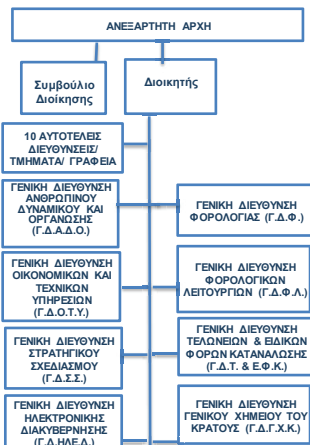 ΑΝΕΞΑΡΤΗΤΗ ΑΡΧΗ
Συμβούλιο
Διοίκησης
Διοικητής
10 ΑΥΤΟΤΕΛΕΙΣ
ΔΙΕΥΘΥΝΣΕΙΣ/
ΤΜΗΜΑΤΑ/ ΓΡΑΦΕΙΑ
ΓΕΝΙΚΗ ΔΙΕΥΘΥΝΣΗ
ΑΝΘΡΩΠΙΝΟΥ
ΔΥΝΑΜΙΚΟΥ ΚΑΙ
ΟΡΓΑΝΩΣΗΣ
(Γ.Δ.Α.Δ.Ο.)
ΓΕΝΙΚΗ ΔΙΕΥΘΥΝΣΗ
ΦΟΡΟΛΟΓΙΑΣ (Γ.Δ.Φ.)
ΓΕΝΙΚΗ ΔΙΕΥΘΥΝΣΗ
ΟΙΚΟΝΟΜΙΚΩΝ ΚΑΙ
ΤΕΧΝΙΚΩΝ
ΥΠΗΡΕΣΙΩΝ
(Γ.Δ.Ο.Τ.Υ.)
ΓΕΝΙΚΗ ΔΙΕΥΘΥΝΣΗ
ΦΟΡΟΛΟΓΙΚΩΝ
ΛΕΙΤΟΥΡΓΙΩΝ (Γ.Δ.Φ.Λ.)
ΓΕΝΙΚΗ ΔΙΕΥΘΥΝΣΗ
ΣΤΡΑΤΗΓΙΚΟΥ
ΣΧΕΔΙΑΣΜΟΥ
(Γ.Δ.Σ.Σ.)
ΓΕΝΙΚΗ ΔΙΕΥΘΥΝΣΗ
ΤΕΛΩΝΕΙΩΝ & ΕΙΔΙΚΩΝ
ΦΟΡΩΝ ΚΑΤΑΝΑΛΩΣΗΣ
(Γ.Δ.Τ. & Ε.Φ.Κ.)
ΓΕΝΙΚΗ ΔΙΕΥΘΥΝΣΗ
ΗΛΕΚΤΡΟΝΙΚΗΣ
ΔΙΑΚΥΒΕΡΝΗΣΗΣ
(Γ.Δ.ΗΛΕ.Δ.)
ΓΕΝΙΚΗ ΔΙΕΥΘΥΝΣΗ
ΓΕΝΙΚΟΥ ΧΗΜΕΙΟΥ ΤΟΥ
ΚΡΑΤΟΥΣ (Γ.Δ.Γ.Χ.Κ.)